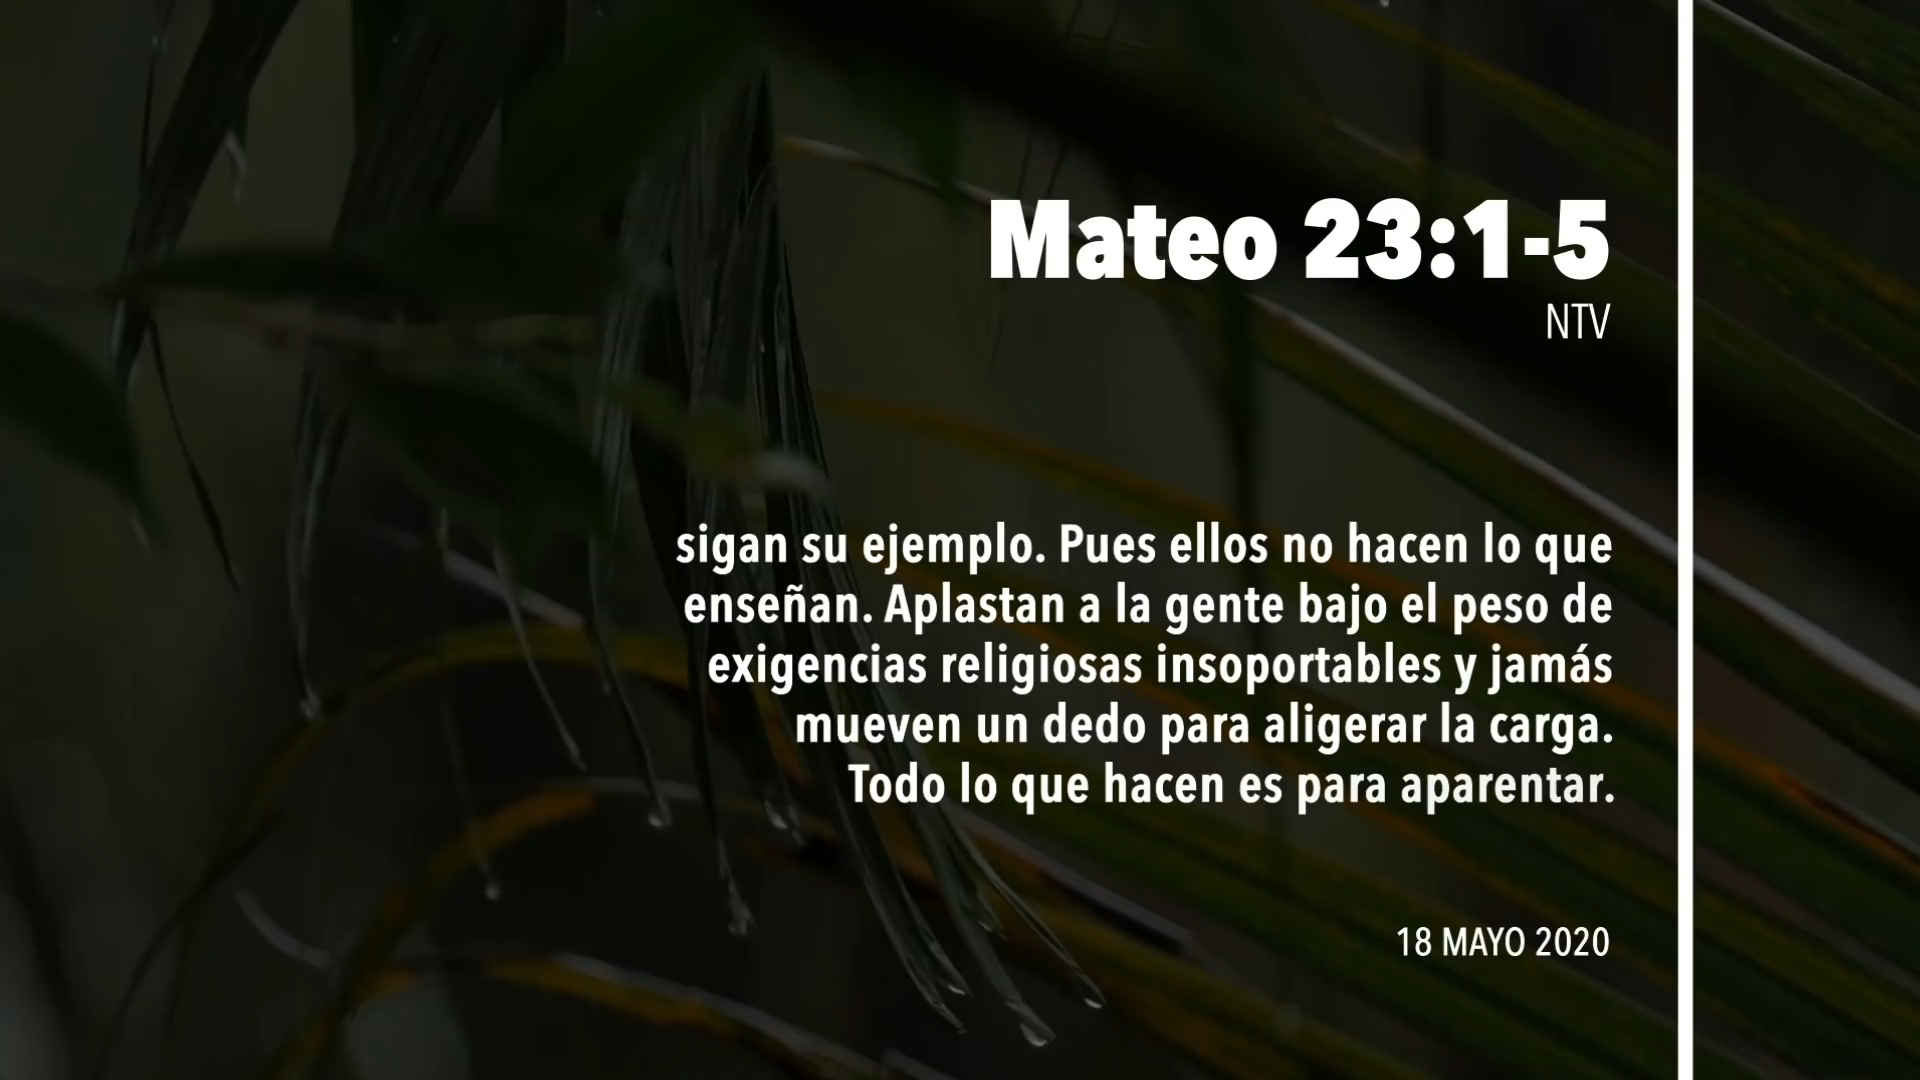 Mateo 23:1-5
NTV
sigan su ejemplo. Pues ellos no hacen lo que
enseñan. Aplastan a la gente bajo el peso de
exigencias religiosas insoportables y jamás
mueven un dedo para aligerar la carga.
Todo lo que hacen es para aparentar.
18 MAYO 2020